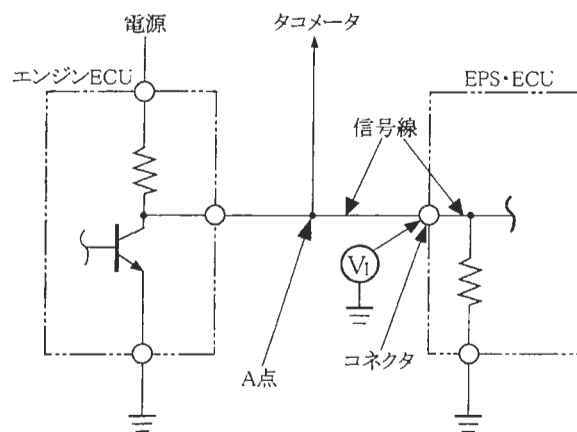 電源
タコメータ
エンジンECU
EPS・ECU
信号線
V₁
A点
コネクタ